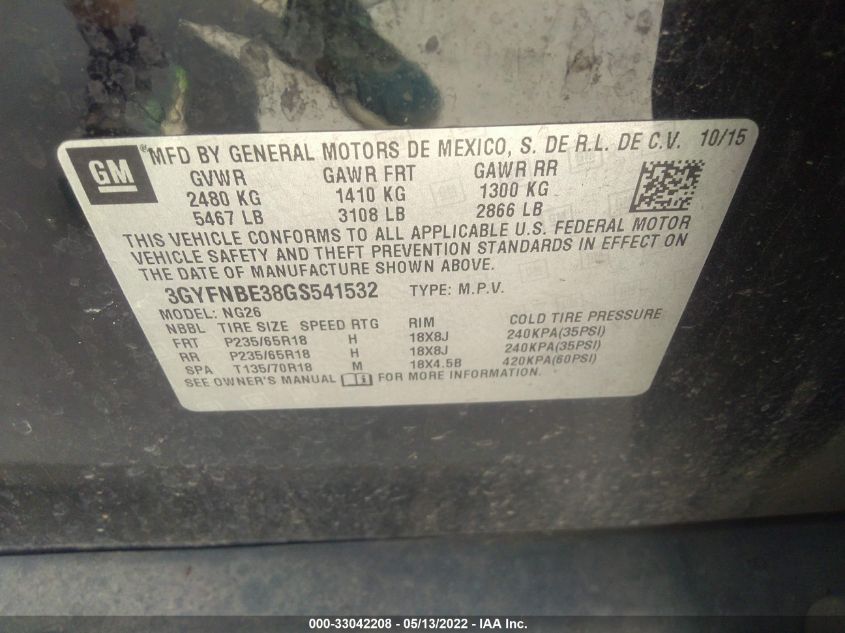 GM
MFD BY GENERAL MOTORS DE MEXICO, S. DE R.L. DE C.V. 10/15
GVWR GAWR FRT GAWR RR
2480 KG 1410 KG 1300 KG
5467 LB 3108 LB 2866 LB
THIS VEHICLE CONFORMS TO ALL APPLICABLE U.S. FEDERAL MOTOR
VEHICLE SAFETY AND THEFT PREVENTION STANDARDS IN EFFECT ON
THE DATE OF MANUFACTURE SHOWN ABOVE.
3GYFNBE38GS541532 TYPE: M.P.V.
MODEL: NG26
NBBL TIRE SIZE SPEED RTG RIM COLD TIRE PRESSURE
FRT P235/65R18 H 18X8J 240KPA(35PSI)
RR P235/65R18 H 18X8J 240KPA(35PSI)
SPA T135/70R18 M 18X4.5B 420KPA(60PSI)
SEE OWNER'S MANUAL FOR MORE INFORMATION.
000-33042208 - 05/13/2022 - IAA Inc.